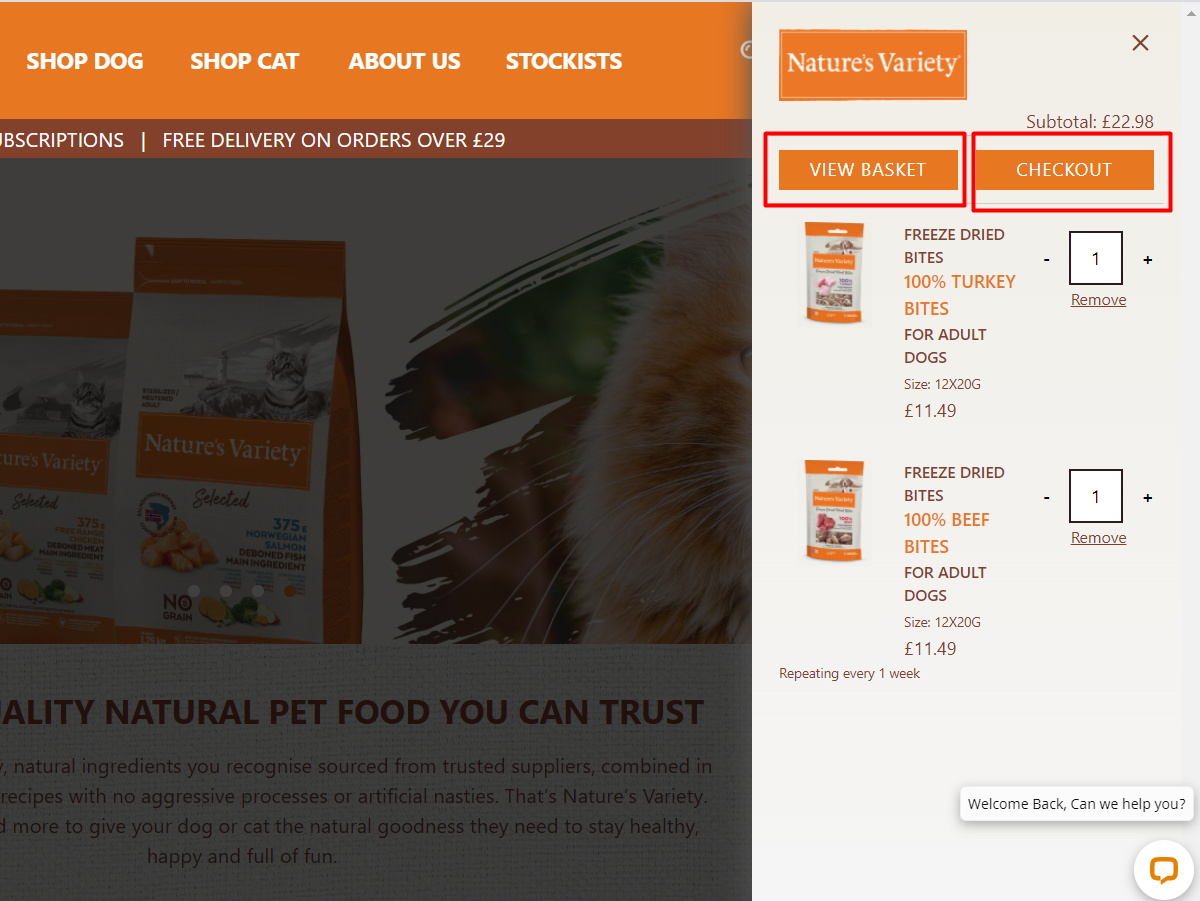 SHOP DOG
SHOP CAT
ABOUT US
STOCKISTS
UBSCRIPTIONS | FREE DELIVERY ON ORDERS OVER £29
Nature's Variety
Selected
375g
FREE RANGE
CHICKEN
DEBONED MEAT
MAIN INGREDIENT
STERILIZED /
NEUTERED
ADULT
Nature's Variety
Selected
375g
NORWEGIAN
SALMON
DEBONED FISH
MAIN INGREDIENT
NO
GRAIN
ALITY NATURAL PET FOOD YOU CAN TRUST
y, natural ingredients you recognise sourced from trusted suppliers, combined in
recipes with no aggressive processes or artificial nasties. That's Nature's Variety.
d more to give your dog or cat the natural goodness they need to stay healthy,
happy and full of fun.
Nature's Variety
Subtotal: £22.98
VIEW BASKET
CHECKOUT
Nature's Variety
FREEZE DRIED
BITES
100% TURKEY
BITES
FOR ADULT
DOGS
Size: 12X20G
£11.49
- 1 +
Remove
Nature's Variety
FREEZE DRIED
BITES
100% BEEF
BITES
FOR ADULT
DOGS
Size: 12X20G
£11.49
- 1 +
Remove
Repeating every 1 week
Welcome Back, Can we help you?